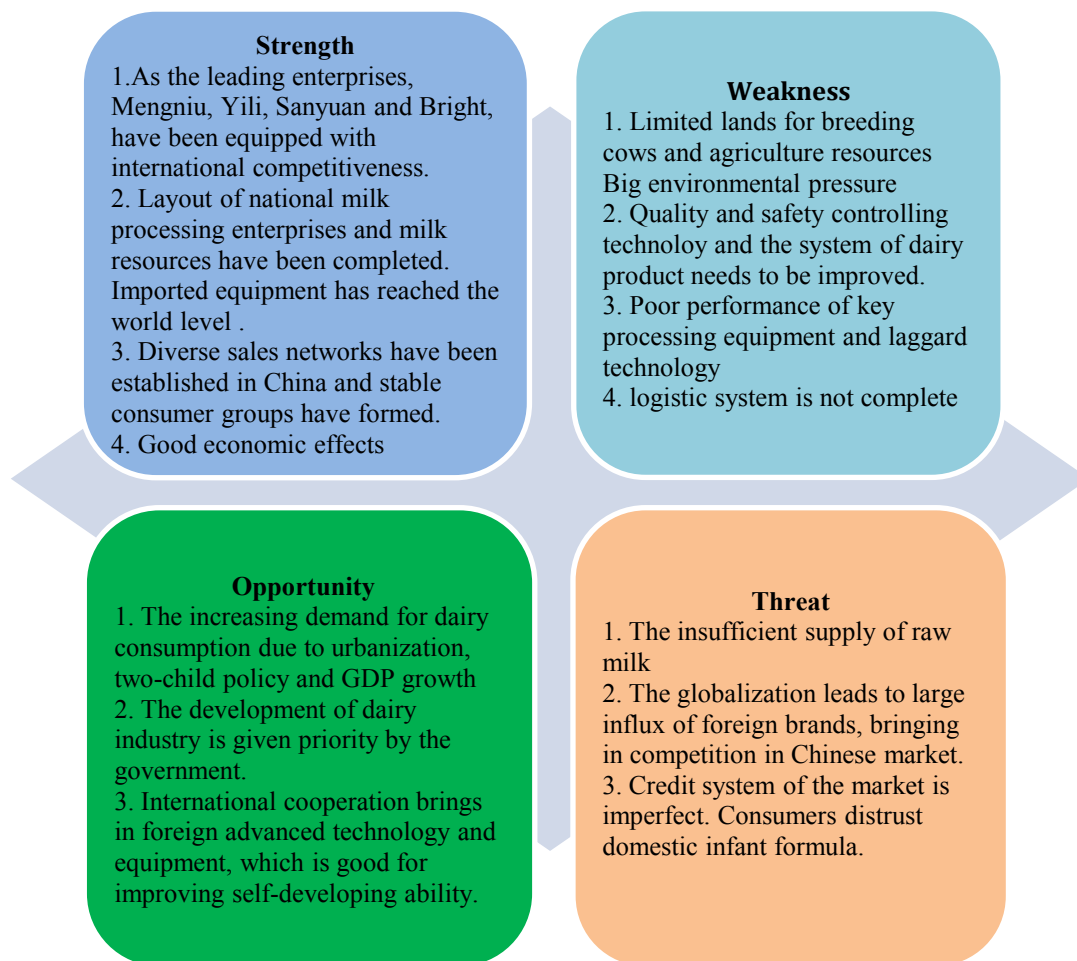 Strength
1.As the leading enterprises,
Mengniu, Yili, Sanyuan and Bright,
have been equipped with
international competitiveness.
2. Layout of national milk
processing enterprises and milk
resources have been completed.
Imported equipment has reached the
world level .
3. Diverse sales networks have been
established in China and stable
consumer groups have formed.
4. Good economic effects
Weakness
1. Limited lands for breeding
cows and agriculture resources
Big environmental pressure
2. Quality and safety controlling
technoloy and the system of dairy
product needs to be improved.
3. Poor performance of key
processing equipment and laggard
technology
4. logistic system is not complete
Opportunity
1. The increasing demand for dairy
consumption due to urbanization,
two-child policy and GDP growth
2. The development of dairy
industry is given priority by the
government.
3. International cooperation brings
in foreign advanced technology and
equipment, which is good for
improving self-developing ability.
Threat
1. The insufficient supply of raw
milk
2. The globalization leads to large
influx of foreign brands, bringing
in competition in Chinese market.
3. Credit system of the market is
imperfect. Consumers distrust
domestic infant formula.